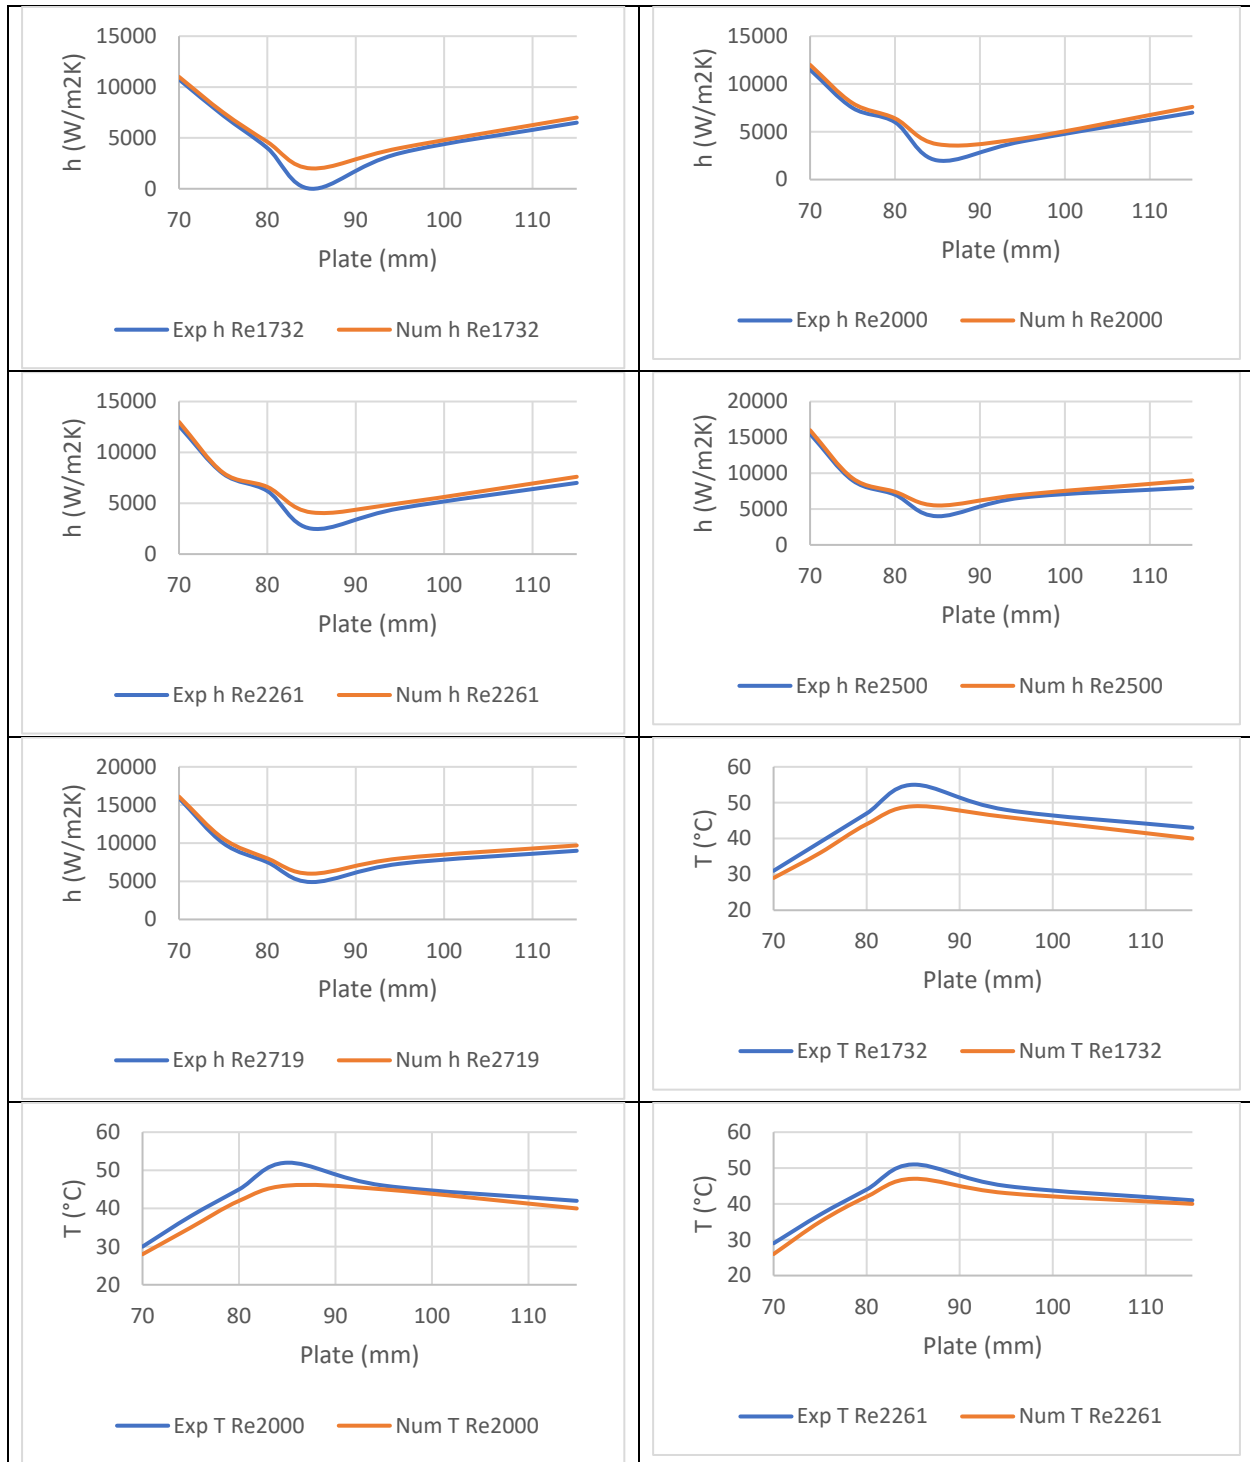 15000
10000
5000
0
h (W/m2K)
70 80 90 100 110
Plate (mm)
Exp h Re1732 Num h Re1732
15000
10000
5000
0
h (W/m2K)
70 80 90 100 110
Plate (mm)
Exp h Re2000 Num h Re2000
15000
10000
5000
0
h (W/m2K)
70 80 90 100 110
Plate (mm)
Exp h Re2261 Num h Re2261
20000
15000
10000
5000
0
h (W/m2K)
70 80 90 100 110
Plate (mm)
Exp h Re2500 Num h Re2500
20000
15000
10000
5000
0
h (W/m2K)
70 80 90 100 110
Plate (mm)
Exp h Re2719 Num h Re2719
60
50
40
30
20
T (°C)
70 80 90 100 110
Plate (mm)
Exp T Re1732 Num T Re1732
60
50
40
30
20
T (°C)
70 80 90 100 110
Plate (mm)
Exp T Re2000 Num T Re2000
60
50
40
30
20
T (°C)
70 80 90 100 110
Plate (mm)
Exp T Re2261 Num T Re2261